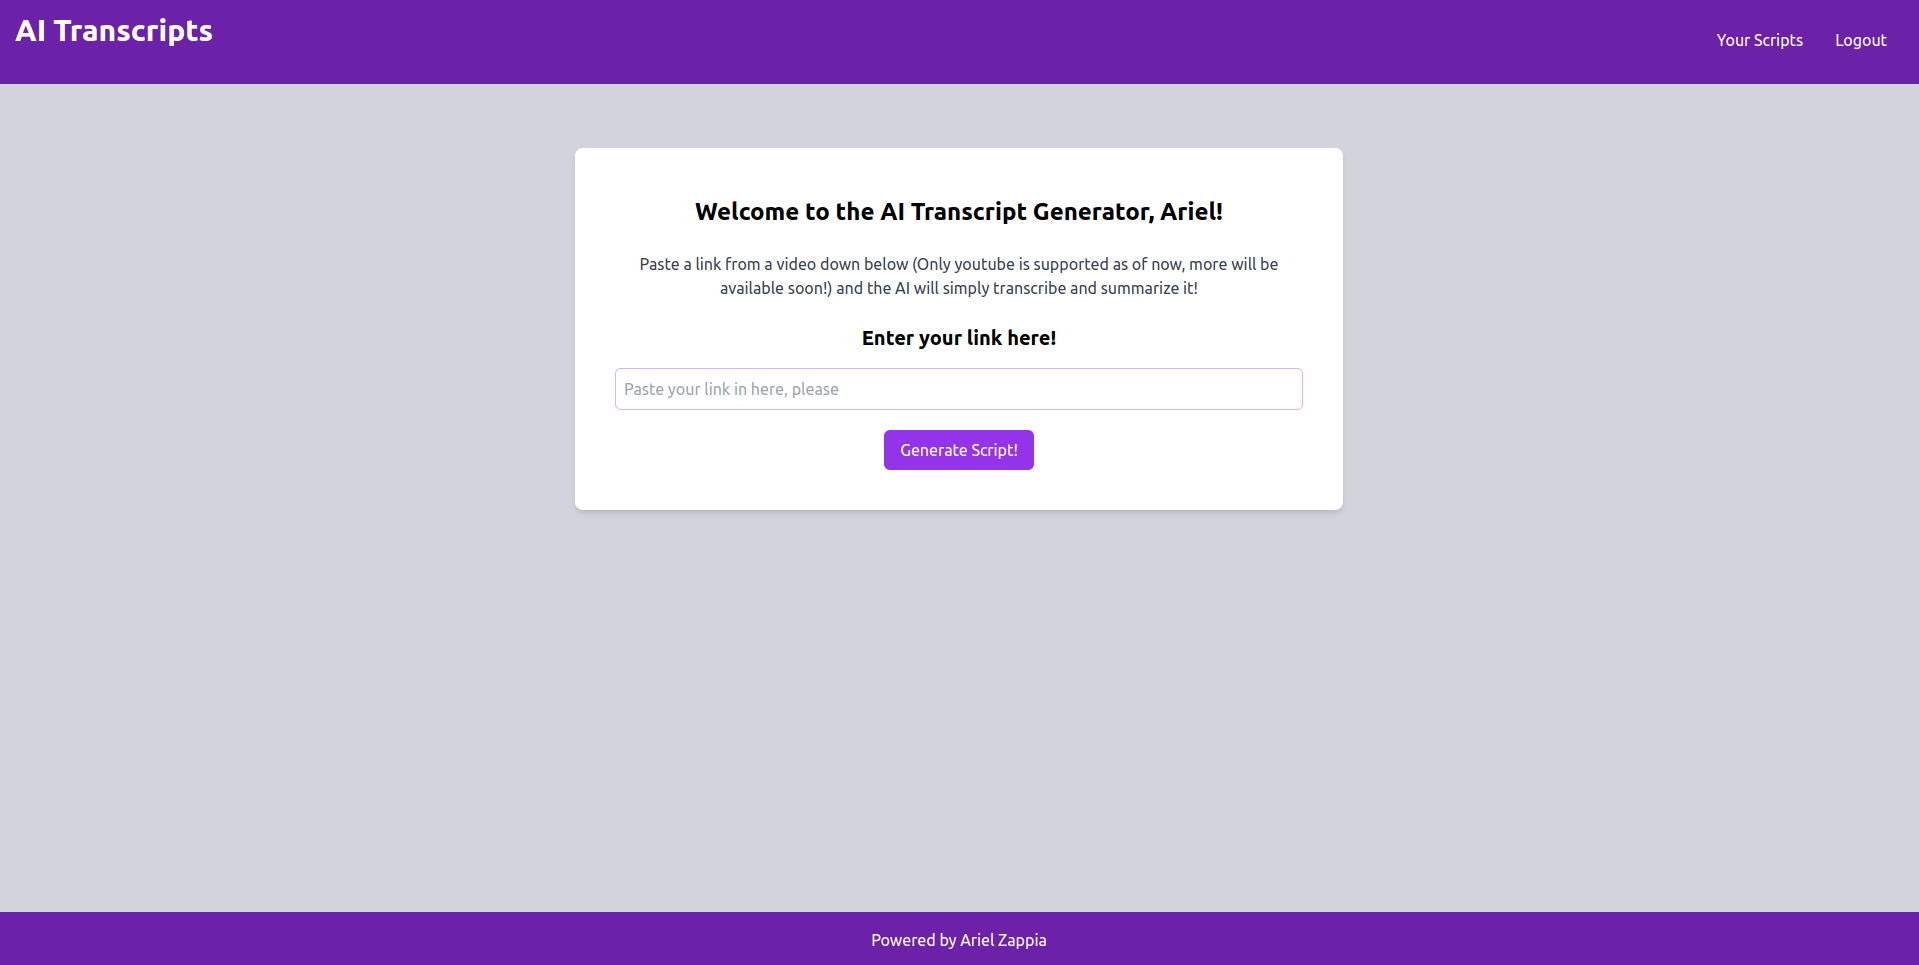 AI Transcripts
Your Scripts
Logout
Welcome to the AI Transcript Generator, Ariel!
Paste a link from a video down below (Only youtube is supported as of now, more will be
available soon!) and the AI will simply transcribe and summarize it!
Enter your link here!
Paste your link in here, please
Generate Script!
Powered by Ariel Zappia